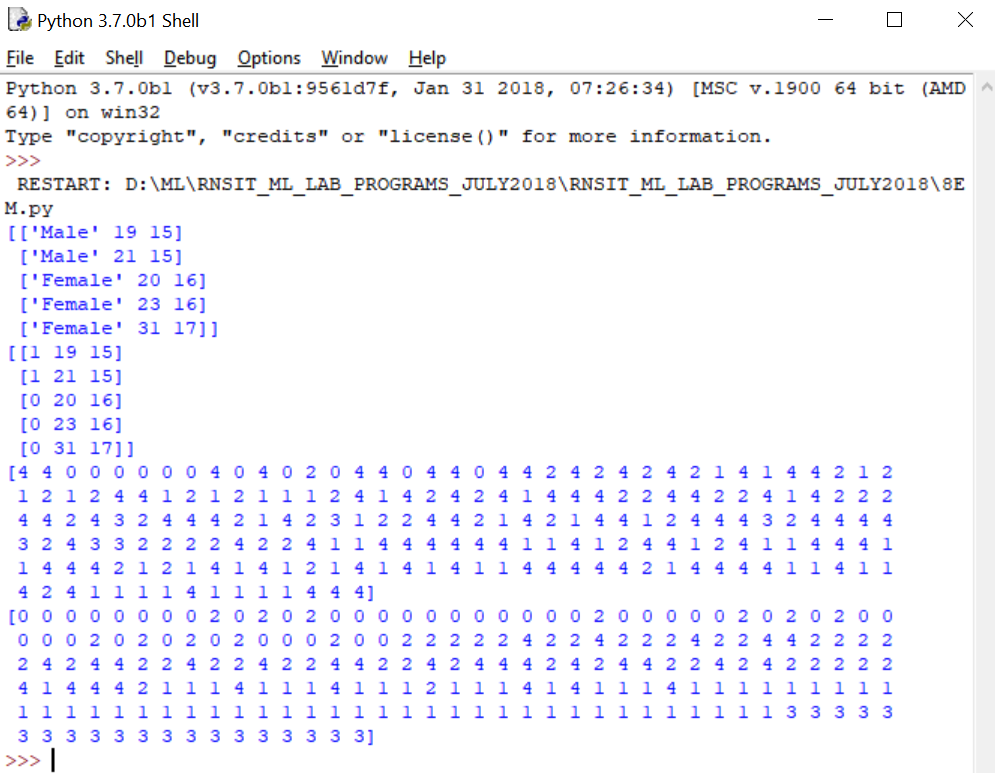 Python 3.7.0b1 Shell
File Edit Shell Debug Options Window Help
Python 3.7.0b1 (v3.7.0b1:9561d7f, Jan 31 2018, 07:26:34) [MSC v.1900 64 bit (AMD
64)] on win32
Type "copyright", "credits" or "license()" for more information.
>>>
RESTART: D:\ML\RNSIT_ML_LAB_PROGRAMS_JULY2018\RNSIT_ML_LAB_PROGRAMS_JULY2018\8E
M.py
[['Male' 19 15]
['Male' 21 15]
['Female' 20 16]
['Female' 23 16]
['Female' 31 17]]
[[1 19 15]
[1 21 15]
[0 20 16]
[0 23 16]
[0 31 17]]
[4 4 0 0 0 0 0 0 4 0 4 0 2 0 4 4 0 4 4 0 4 4 2 4 2 4 2 4 2 1 4 1 4 4 2 1 2
1 2 1 2 4 4 1 2 1 2 1 1 1 2 4 1 4 2 4 2 4 1 4 4 4 2 2 4 4 2 2 4 1 4 2 2 2
4 4 2 4 3 2 4 4 4 2 1 4 2 3 1 2 2 4 4 2 1 4 2 1 4 4 1 2 4 4 4 3 2 4 4 4 4
3 2 4 3 3 2 2 2 2 4 2 2 4 1 1 4 4 4 4 4 4 1 1 4 1 2 4 4 1 2 4 1 1 4 4 4 1
1 4 4 4 2 1 2 1 4 1 4 1 2 1 4 1 4 1 4 1 1 4 4 4 4 4 2 1 4 4 4 4 1 1 4 1 1
4 2 4 1 1 1 1 4 1 1 1 1 4 4 4]
[0 0 0 0 0 0 0 0 2 0 2 0 2 0 0 0 0 0 0 0 0 0 0 0 2 0 0 0 0 0 2 0 2 0 2 0 0
0 0 0 2 0 2 0 2 0 2 0 0 0 2 0 0 2 2 2 2 2 4 2 2 4 2 2 2 4 2 2 4 4 2 2 2 2
2 4 2 4 4 2 2 4 2 2 4 2 2 4 4 2 2 4 2 4 4 4 2 4 2 4 4 2 2 4 2 4 2 2 2 2 2
4 1 4 4 4 2 1 1 1 4 1 1 1 4 1 1 1 2 1 1 1 4 1 4 1 1 1 4 1 1 1 1 1 1 1 1 1
1 1 1 1 1 1 1 1 1 1 1 1 1 1 1 1 1 1 1 1 1 1 1 1 1 1 1 1 1 1 1 1 3 3 3 3 3
3 3 3 3 3 3 3 3 3 3 3 3 3 3 3]
>>>